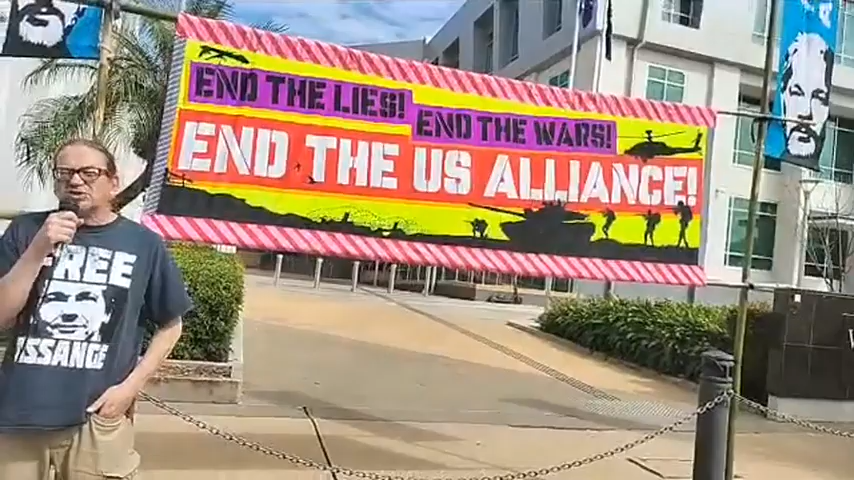 END THE LIES! END THE WARS!
END THE US ALLIANCE!
FREE
ASSANGE